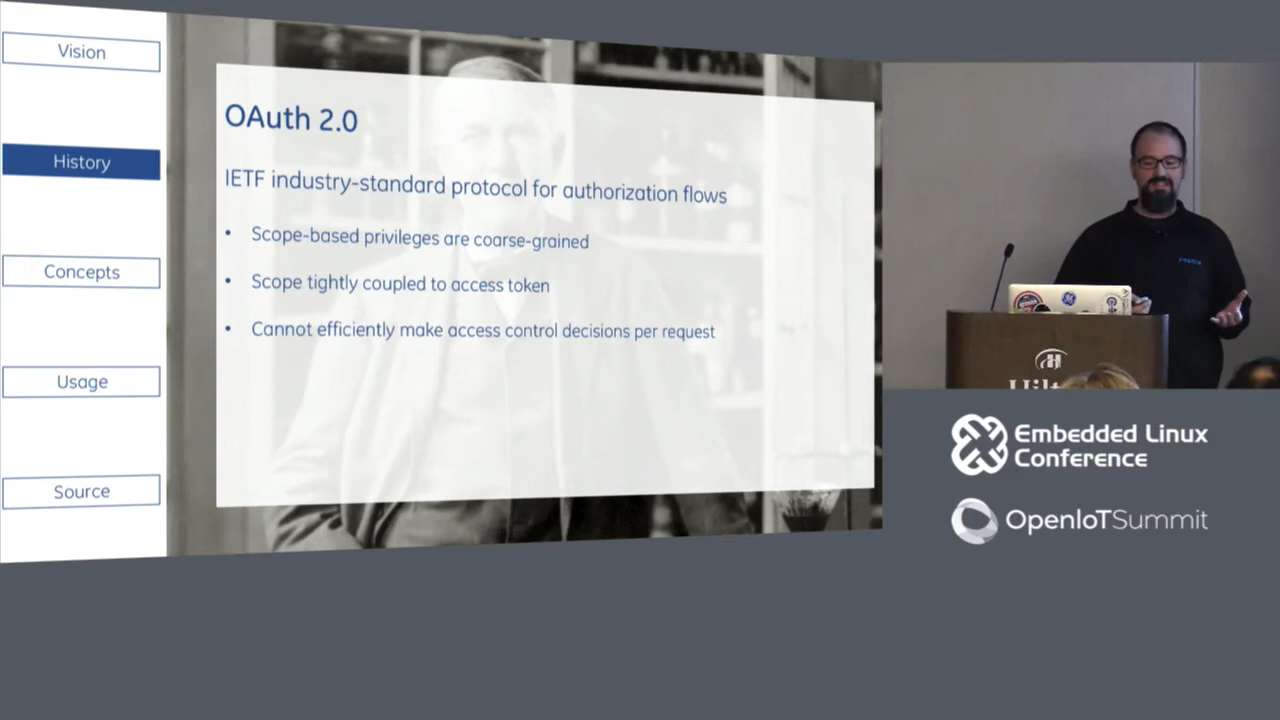 Vision
History
Concepts
Usage
Source
OAuth 2.0
IETF industry-standard protocol for authorization flows
• Scope-based privileges are coarse-grained
• Scope tightly coupled to access token
• Cannot efficiently make access control decisions per request
Embedded Linux
Conference
OpenIoTSummit